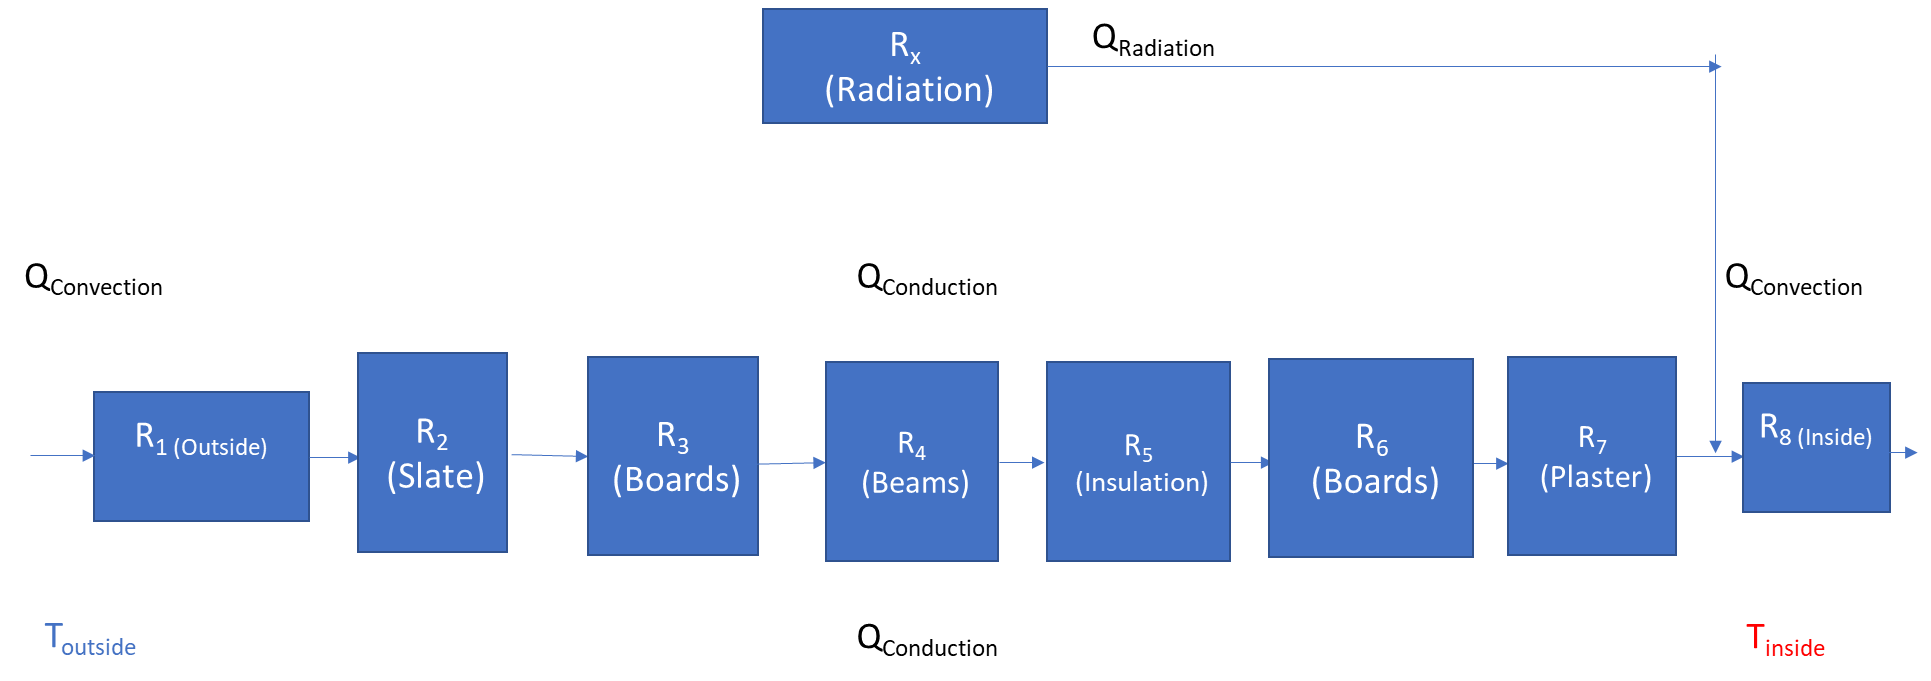 Rx
(Radiation)
QRadiation
QConvection
QConduction
QConvection
R1 (Outside)
R2
(Slate)
R3
(Boards)
R4
(Beams)
R5
(Insulation)
R6
(Boards)
R7
(Plaster)
R8 (Inside)
Toutside
QConduction
Tinside